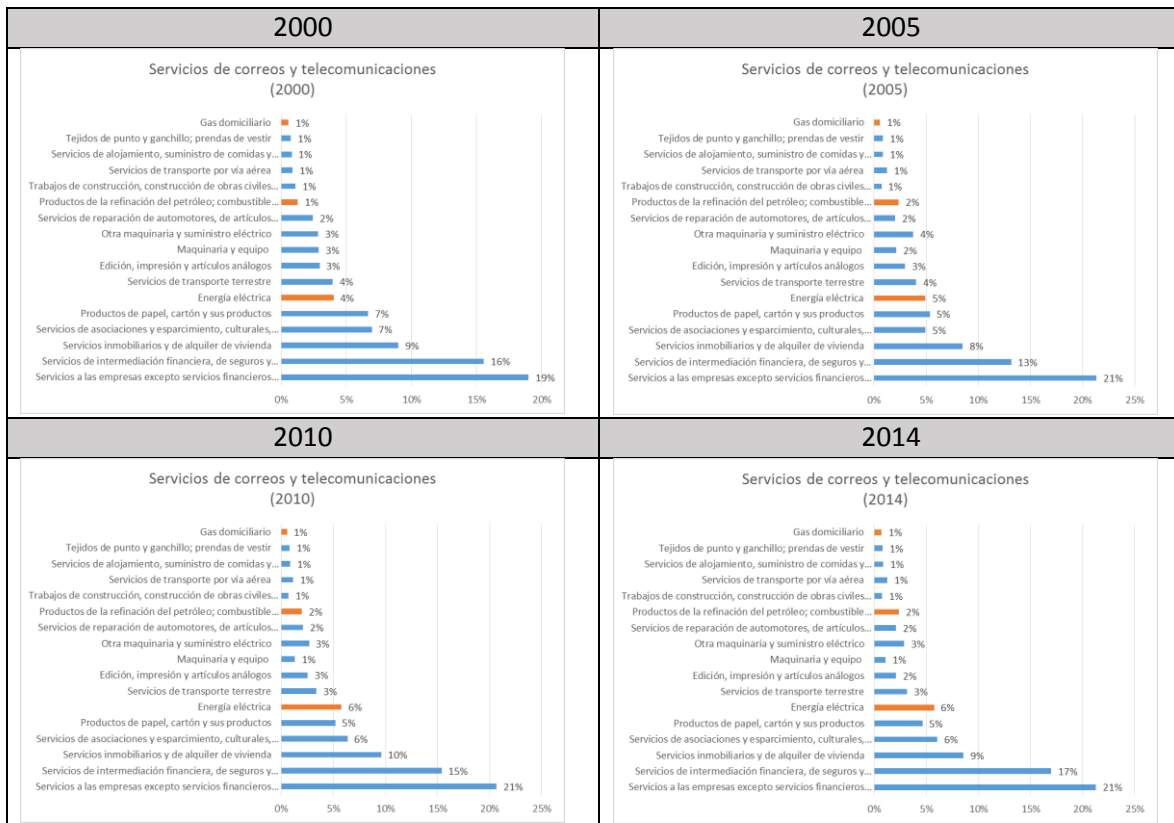 2000
2005
Servicios de correos y telecomunicaciones
(2000)
Gas domiciliario 1%
Tejidos de punto y ganchillo; prendas de vestir 1%
Servicios de alojamiento, suministro de comidas y… 1%
Servicios de transporte por vía aérea 1%
Trabajos de construcción, construcción de obras civiles… 1%
Productos de la refinación del petróleo; combustible… 1%
Servicios de reparación de automotores, de artículos… 2%
Otra maquinaria y suministro eléctrico 3%
Maquinaria y equipo 3%
Edición, impresión y artículos análogos 3%
Servicios de transporte terrestre 4%
Energía eléctrica 4%
Productos de papel, cartón y sus productos 7%
Servicios de asociaciones y esparcimiento, culturales,… 7%
Servicios inmobiliarios y de alquiler de vivienda 9%
Servicios de intermediación financiera, de seguros y… 16%
Servicios a las empresas excepto servicios financieros… 19%
0% 5% 10% 15% 20%
Servicios de correos y telecomunicaciones
(2005)
Gas domiciliario 1%
Tejidos de punto y ganchillo; prendas de vestir 1%
Servicios de alojamiento, suministro de comidas y… 1%
Servicios de transporte por vía aérea 1%
Trabajos de construcción, construcción de obras civiles… 1%
Productos de la refinación del petróleo; combustible… 2%
Servicios de reparación de automotores, de artículos… 2%
Otra maquinaria y suministro eléctrico 4%
Maquinaria y equipo 2%
Edición, impresión y artículos análogos 3%
Servicios de transporte terrestre 4%
Energía eléctrica 5%
Productos de papel, cartón y sus productos 5%
Servicios de asociaciones y esparcimiento, culturales,… 5%
Servicios inmobiliarios y de alquiler de vivienda 8%
Servicios de intermediación financiera, de seguros y… 13%
Servicios a las empresas excepto servicios financieros… 21%
0% 5% 10% 15% 20% 25%
2010
2014
Servicios de correos y telecomunicaciones
(2010)
Gas domiciliario 1%
Tejidos de punto y ganchillo; prendas de vestir 1%
Servicios de alojamiento, suministro de comidas y… 1%
Servicios de transporte por vía aérea 1%
Trabajos de construcción, construcción de obras civiles… 1%
Productos de la refinación del petróleo; combustible… 2%
Servicios de reparación de automotores, de artículos… 2%
Otra maquinaria y suministro eléctrico 3%
Maquinaria y equipo 1%
Edición, impresión y artículos análogos 3%
Servicios de transporte terrestre 3%
Energía eléctrica 6%
Productos de papel, cartón y sus productos 5%
Servicios de asociaciones y esparcimiento, culturales,… 6%
Servicios inmobiliarios y de alquiler de vivienda 10%
Servicios de intermediación financiera, de seguros y… 15%
Servicios a las empresas excepto servicios financieros… 21%
0% 5% 10% 15% 20% 25%
Servicios de correos y telecomunicaciones
(2014)
Gas domiciliario 1%
Tejidos de punto y ganchillo; prendas de vestir 1%
Servicios de alojamiento, suministro de comidas y… 1%
Servicios de transporte por vía aérea 1%
Trabajos de construcción, construcción de obras civiles… 1%
Productos de la refinación del petróleo; combustible… 2%
Servicios de reparación de automotores, de artículos… 2%
Otra maquinaria y suministro eléctrico 3%
Maquinaria y equipo 1%
Edición, impresión y artículos análogos 2%
Servicios de transporte terrestre 3%
Energía eléctrica 6%
Productos de papel, cartón y sus productos 5%
Servicios de asociaciones y esparcimiento, culturales,… 6%
Servicios inmobiliarios y de alquiler de vivienda 9%
Servicios de intermediación financiera, de seguros y… 17%
Servicios a las empresas excepto servicios financieros… 21%
0% 5% 10% 15% 20% 25%